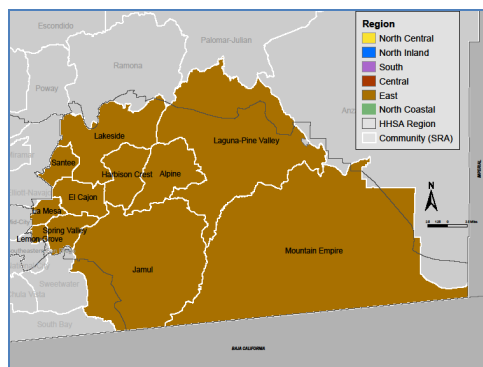 Escondido
Palomar-Julian
Ramona
Poway
Region
North Central
North Inland
South
Central
East
North Coastal
HHSA Region
Community (SRA)
Lakeside
Laguna-Pine Valley
Santee
Harbison Crest
Alpine
El Cajon
La Mesa
Spring Valley
Lemon Grove
Mountain Empire
Jamul
Sweetwater
South Bay
N
IMPERIAL
BAJA CALIFORNIA